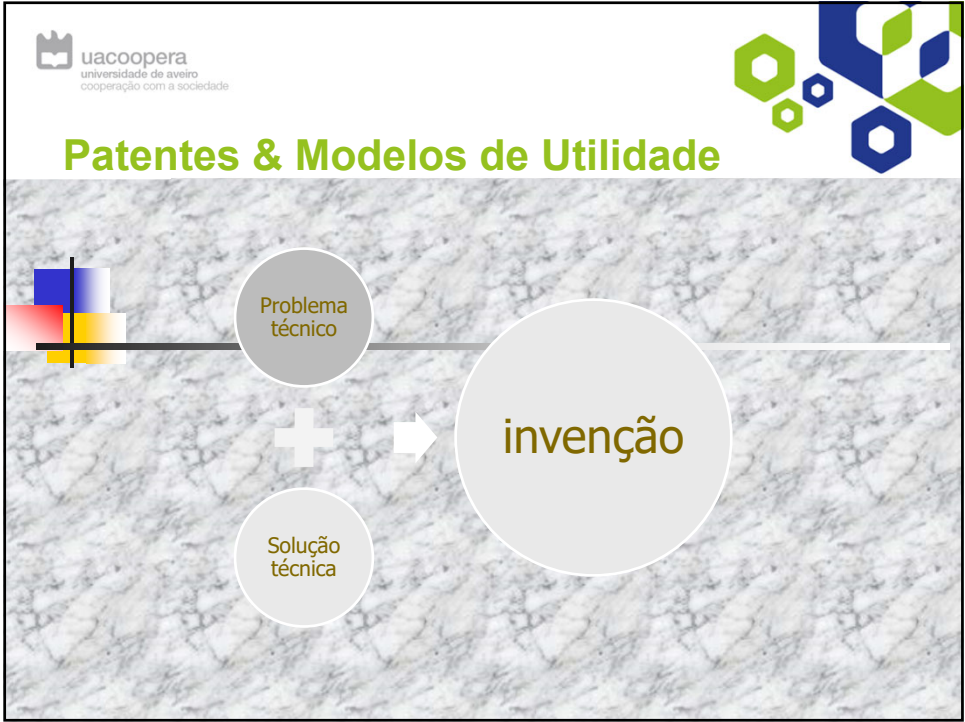 uacoopera
universidade de aveiro
cooperação com a sociedade
Patentes & Modelos de Utilidade
Problema
técnico
invenção
Solução
técnica